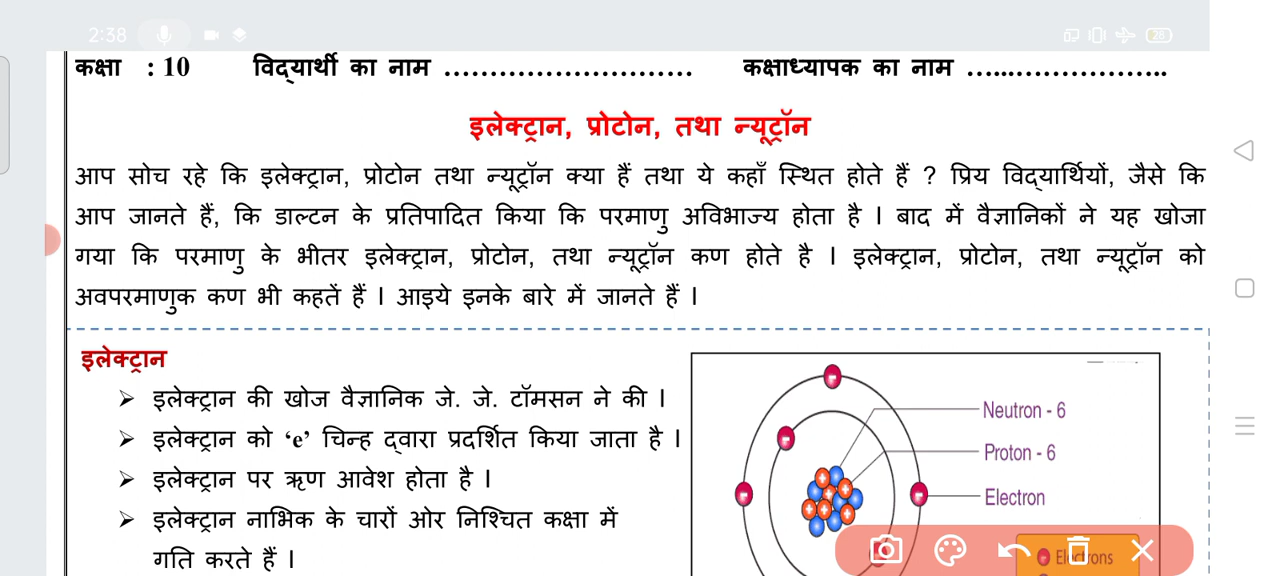 2:38
28
कक्षा : 10 विद्यार्थी का नाम ............................ कक्षाध्यापक का नाम ......................
इलेक्ट्रान, प्रोटोन, तथा न्यूट्रॉन
आप सोच रहे कि इलेक्ट्रान, प्रोटोन तथा न्यूट्रॉन क्या हैं तथा ये कहाँ स्थित होते हैं ? प्रिय विद्यार्थियों, जैसे कि
आप जानते हैं, कि डाल्टन के प्रतिपादित किया कि परमाणु अविभाज्य होता है । बाद में वैज्ञानिकों ने यह खोजा
गया कि परमाणु के भीतर इलेक्ट्रान, प्रोटोन, तथा न्यूट्रॉन कण होते है । इलेक्ट्रान, प्रोटोन, तथा न्यूट्रॉन को
अवपरमाणुक कण भी कहतें हैं । आइये इनके बारे में जानते हैं ।
इलेक्ट्रान
➢ इलेक्ट्रान की खोज वैज्ञानिक जे. जे. टॉमसन ने की ।
➢ इलेक्ट्रान को ‘e’ चिन्ह द्वारा प्रदर्शित किया जाता है ।
➢ इलेक्ट्रान पर ऋण आवेश होता है ।
➢ इलेक्ट्रान नाभिक के चारों ओर निश्चित कक्षा में
गति करते हैं ।
Neutron - 6
Proton - 6
Electron
Electrons